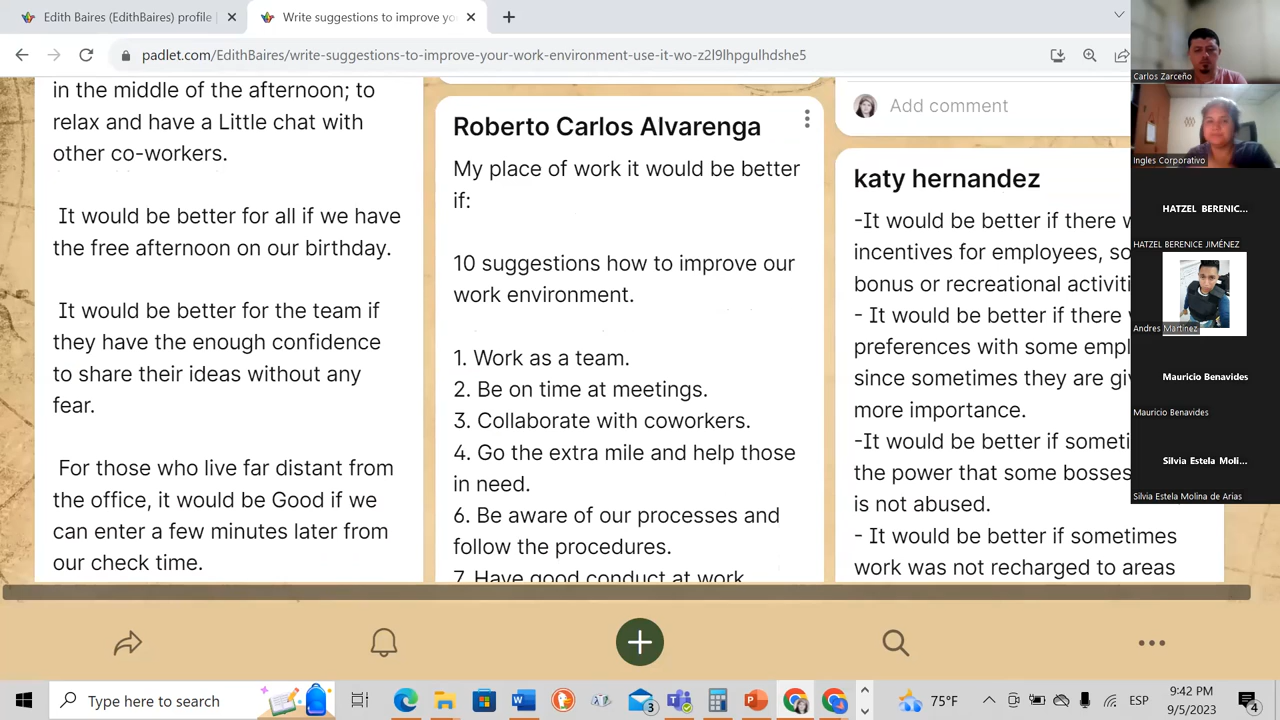 Edith Baires (EdithBaires) profile
Write suggestions to improve yo
padlet.com/EdithBaires/write-suggestions-to-improve-your-work-environment-use-it-wo-z2l9lhpgulhdshe5
in the middle of the afternoon; to
relax and have a Little chat with
other co-workers.
It would be better for all if we have
the free afternoon on our birthday.
It would be better for the team if
they have the enough confidence
to share their ideas without any
fear.
For those who live far distant from
the office, it would be Good if we
can enter a few minutes later from
our check time.
Roberto Carlos Alvarenga
My place of work it would be better
if:
10 suggestions how to improve our
work environment.
1. Work as a team.
2. Be on time at meetings.
3. Collaborate with coworkers.
4. Go the extra mile and help those
in need.
6. Be aware of our processes and
follow the procedures.
7. Have good conduct at work
Add comment
katy hernandez
-It would be better if there
incentives for employees, so
bonus or recreational activiti
- It would be better if there
preferences with some empl
since sometimes they are gi
more importance.
-It would be better if someti
the power that some bosses
is not abused.
- It would be better if sometimes
work was not recharged to areas
Carlos Zarceño
Ingles Corporativo
HATZEL BERENIC...
HATZEL BERENICE JIMÉNEZ
Andres Martinez
Mauricio Benavides
Mauricio Benavides
Silvia Estela Moli...
Silvia Estela Molina de Arias
Type here to search
3
75°F
ESP
9:42 PM
9/5/2023
4